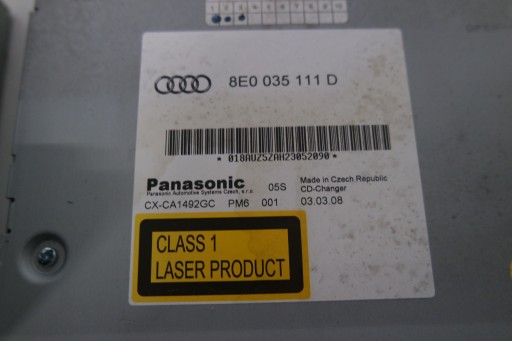 8E0 035 111 D
* 018AUZSZAH23052090 *
Panasonic 05S Made in Czech Republic
Panasonic Automotive Systems Czech, s.r.o. CD-Changer
CX-CA1492GC PM6 001 03.03.08
CLASS 1
LASER PRODUCT